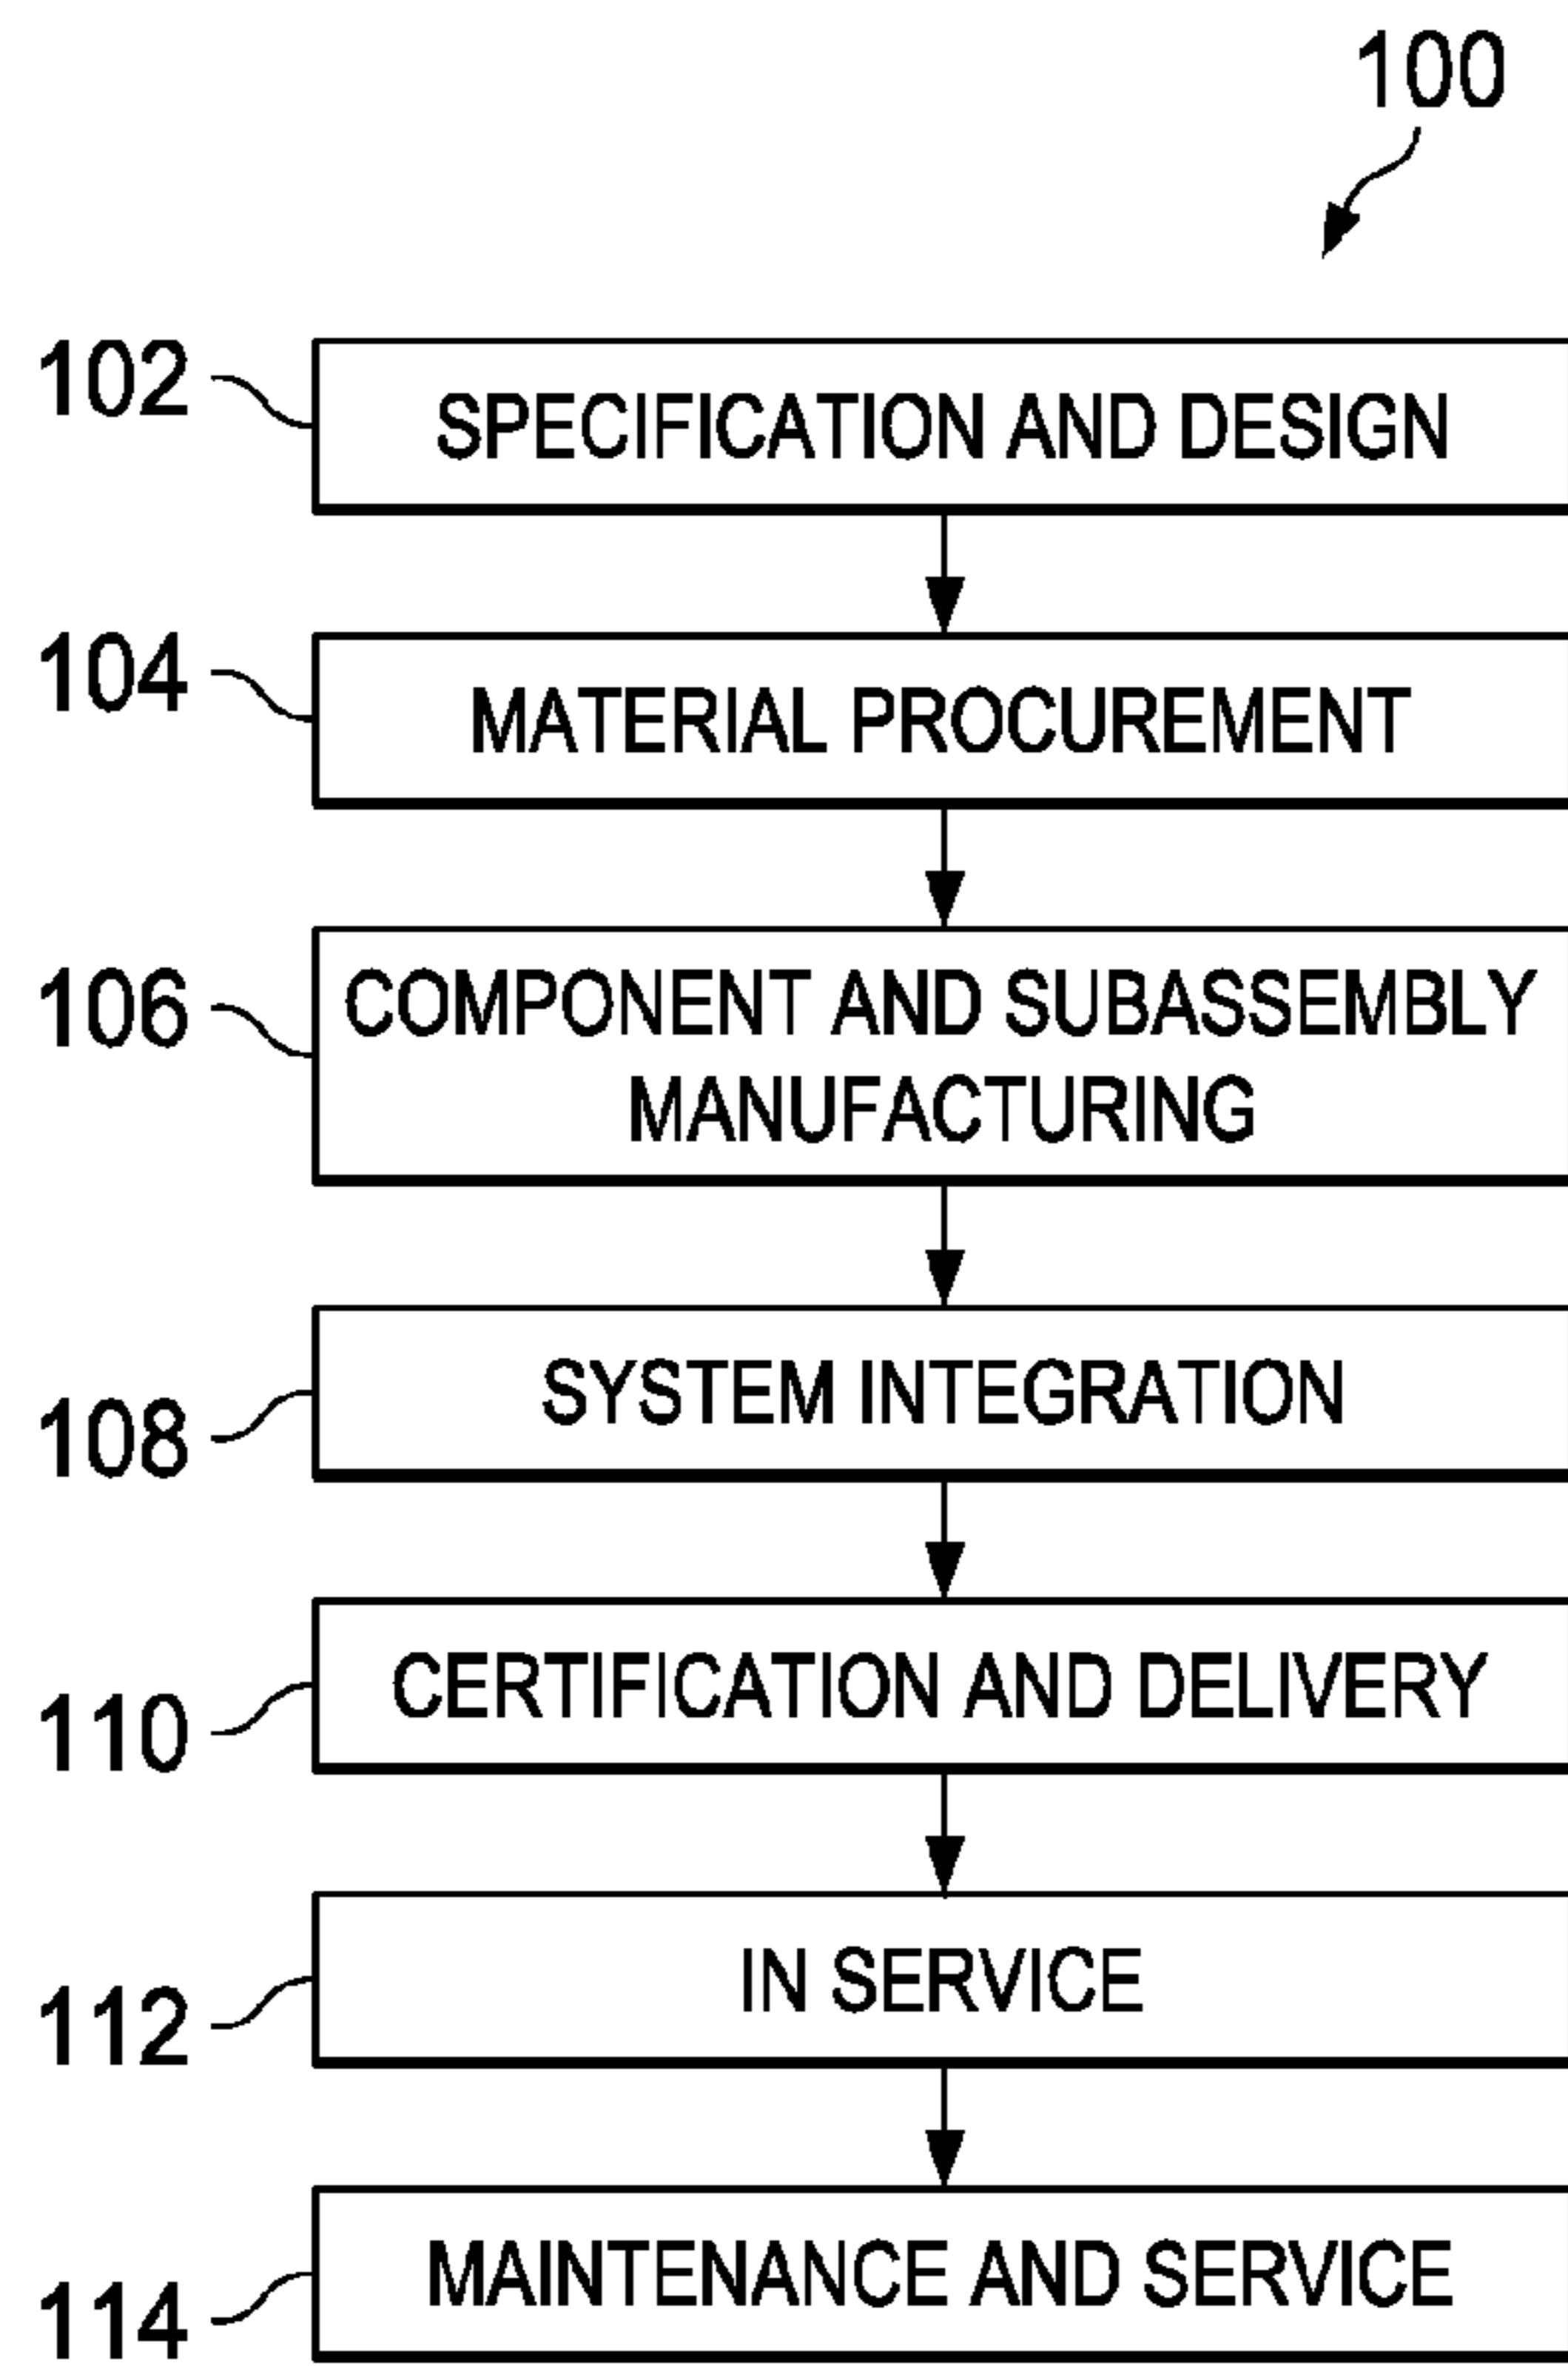 100
102
SPECIFICATION AND DESIGN
104
MATERIAL PROCUREMENT
106
COMPONENT AND SUBASSEMBLY
MANUFACTURING
108
SYSTEM INTEGRATION
110
CERTIFICATION AND DELIVERY
112
IN SERVICE
114
MAINTENANCE AND SERVICE